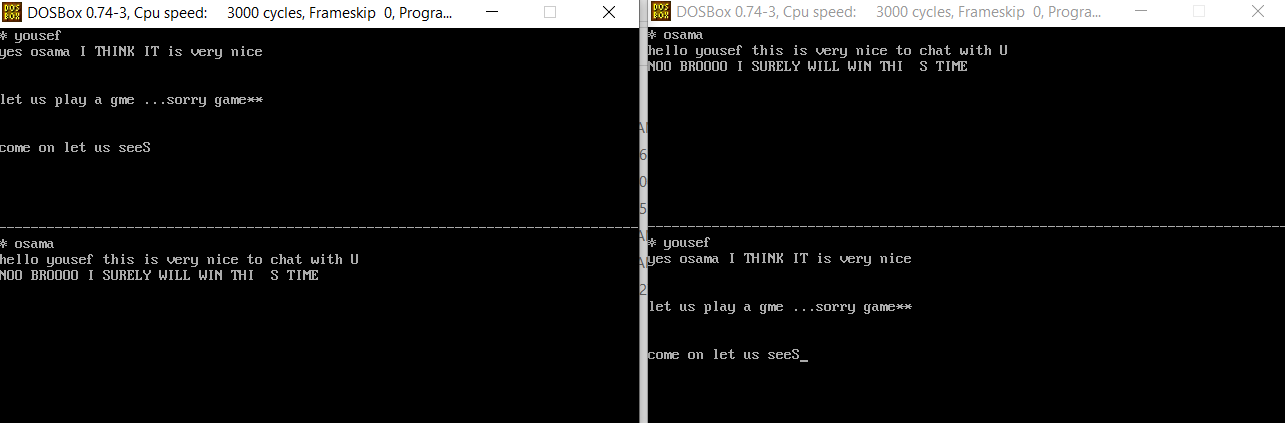 DOSBox 0.74-3, Cpu speed: 3000 cycles, Frameskip 0, Progra...
* yousef
yes osama I THINK IT is very nice
let us play a gme ...sorry game**
come on let us seeS
* osama
hello yousef this is very nice to chat with U
NOO BROOOO I SURELY WILL WIN THI  S TIME
DOSBox 0.74-3, Cpu speed: 3000 cycles, Frameskip 0, Progra...
* osama
hello yousef this is very nice to chat with U
NOO BROOOO I SURELY WILL WIN THI  S TIME
* yousef
yes osama I THINK IT is very nice
let us play a gme ...sorry game**
come on let us seeS_